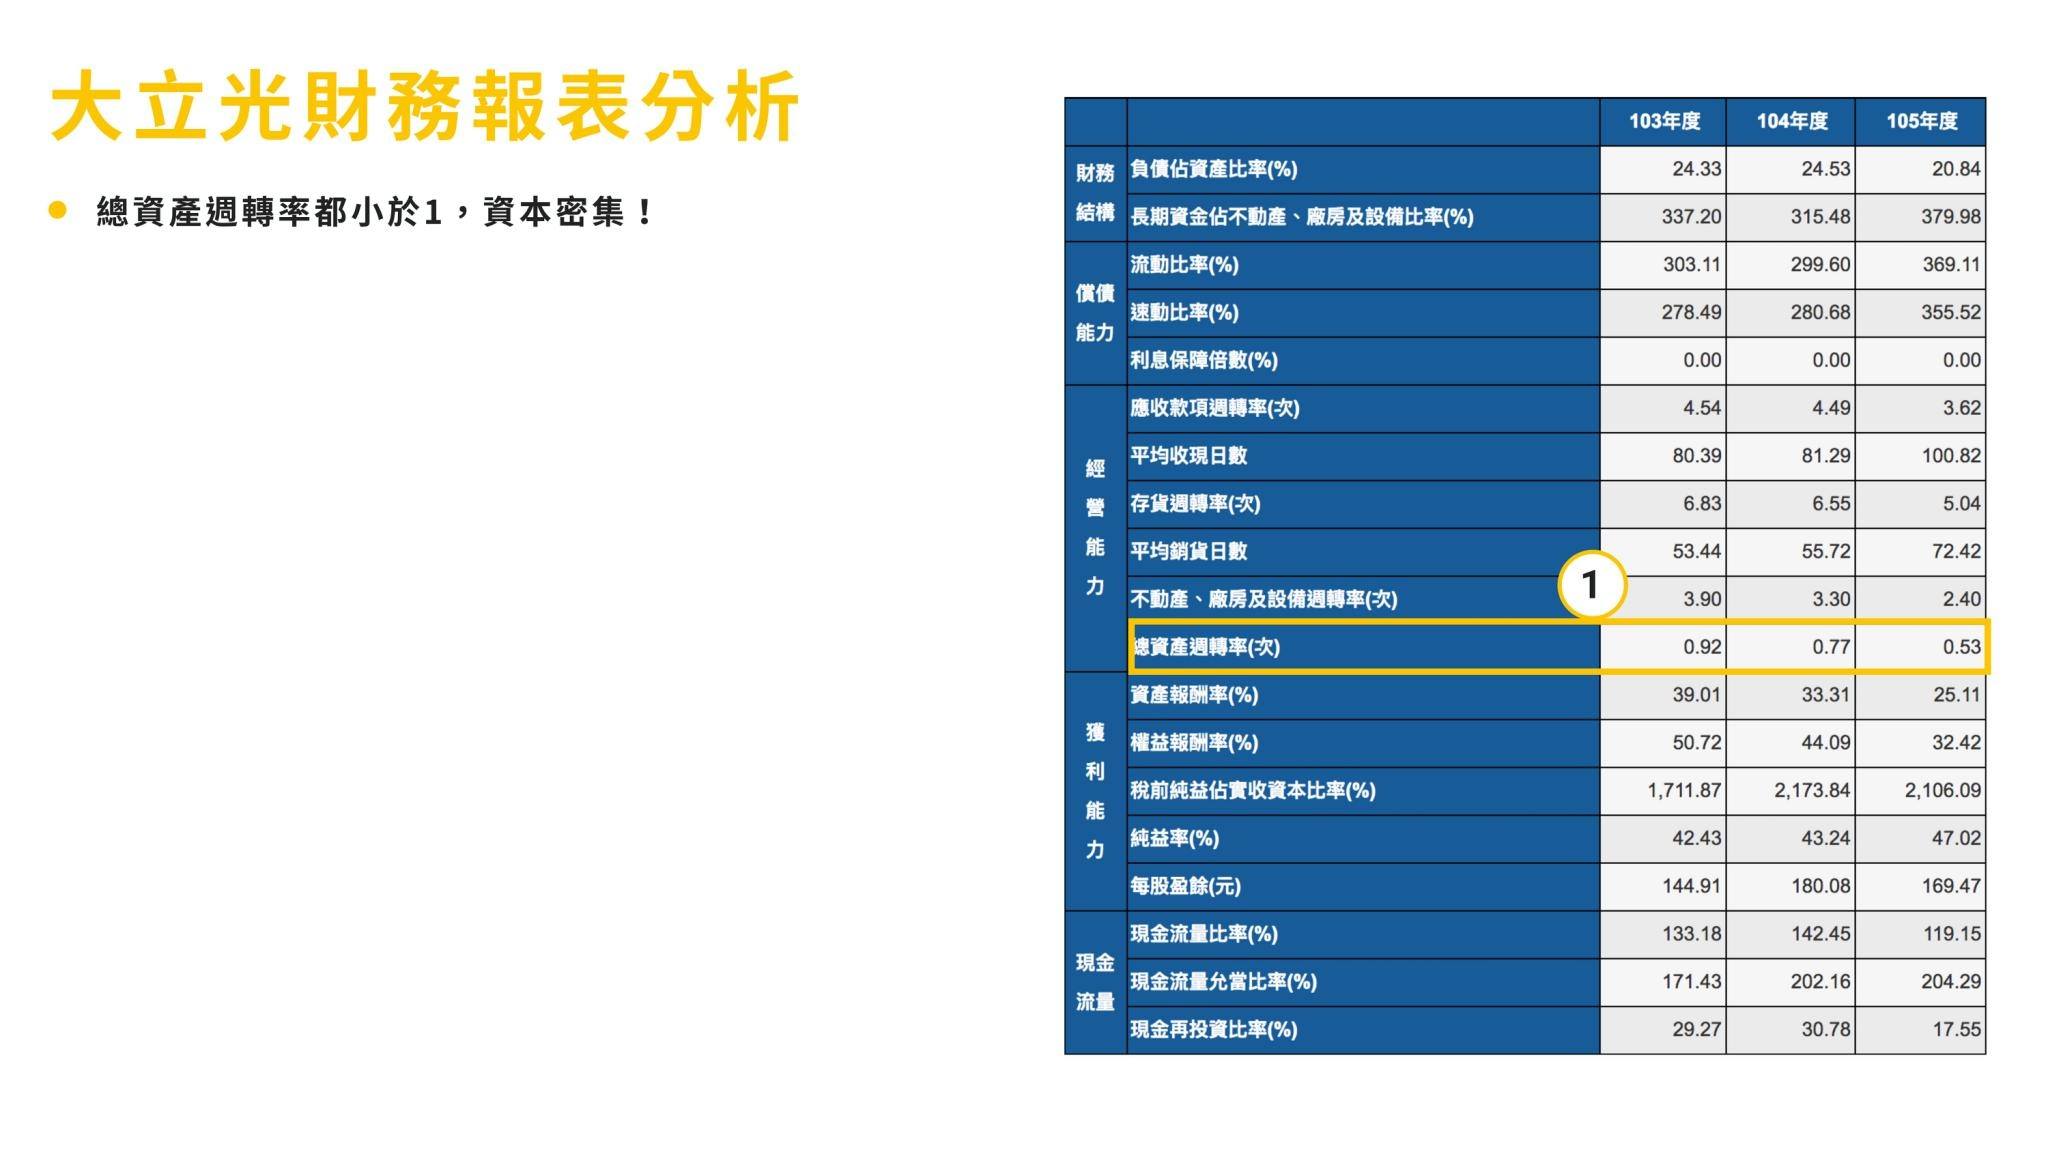 大立光財務報表分析
總資產週轉率都小於1，資本密集！
103年度 104年度 105年度
財務結構
負債佔資產比率(%) 24.33 24.53 20.84
長期資金佔不動產、廠房及設備比率(%) 337.20 315.48 379.98
償債能力
流動比率(%) 303.11 299.60 369.11
速動比率(%) 278.49 280.68 355.52
利息保障倍數(%) 0.00 0.00 0.00
經營能力
應收款項週轉率(次) 4.54 4.49 3.62
平均收現日數 80.39 81.29 100.82
存貨週轉率(次) 6.83 6.55 5.04
平均銷貨日數 53.44 55.72 72.42
不動產、廠房及設備週轉率(次) 3.90 3.30 2.40
1
總資產週轉率(次) 0.92 0.77 0.53
獲利能力
資產報酬率(%) 39.01 33.31 25.11
權益報酬率(%) 50.72 44.09 32.42
稅前純益佔實收資本比率(%) 1,711.87 2,173.84 2,106.09
純益率(%) 42.43 43.24 47.02
每股盈餘(元) 144.91 180.08 169.47
現金流量
現金流量比率(%) 133.18 142.45 119.15
現金流量允當比率(%) 171.43 202.16 204.29
現金再投資比率(%) 29.27 30.78 17.55